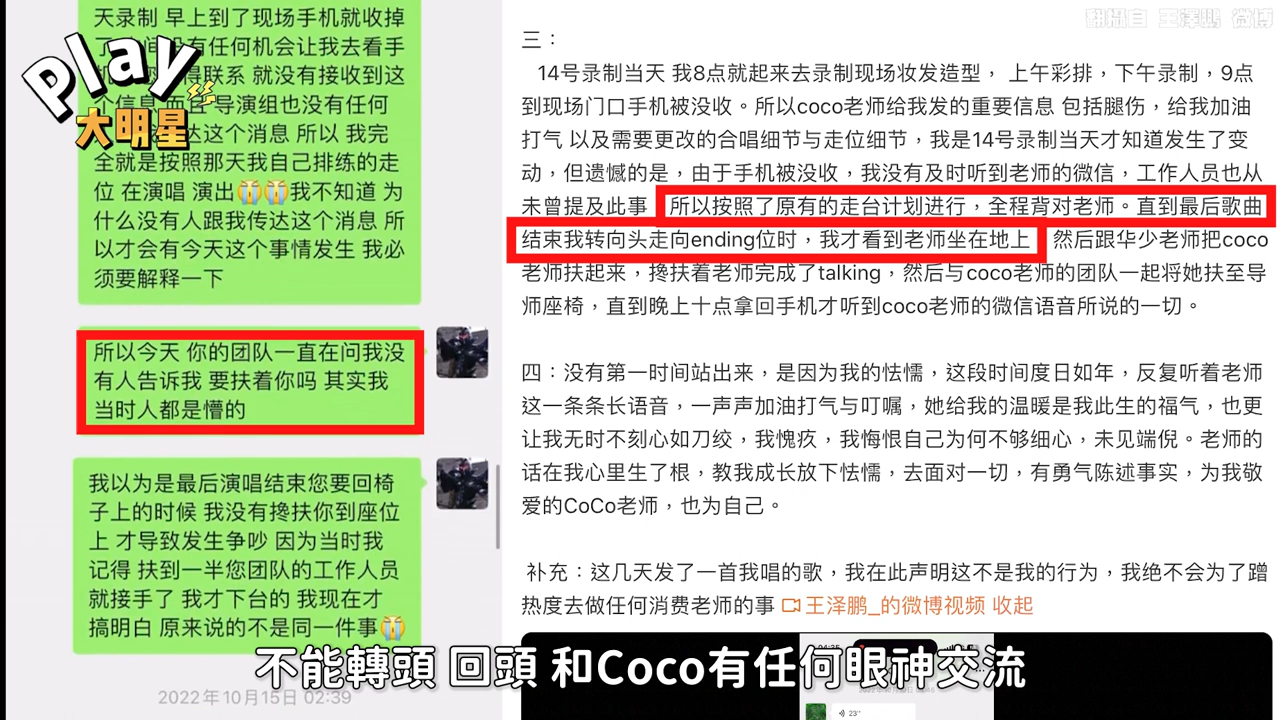 天录制 早上到了现场手机就收掉
有任何机会让我去看手
得联系 就没有接收到这
个信息 而且 导演组也没有任何
达这个消息 所以 我完
全就是按照那天我自己排练的走
位 在演唱 演出😭😭我不知道 为
什么没有人跟我传达这个消息 所
以才会有今天这个事情发生 我必
须要解释一下
Play
大明星
所以今天 你的团队一直在问我没
有人告诉我 要扶着你吗 其实我
当时人都是懵的
我以为是最后演唱结束您要回椅
子上的时候 我没有搀扶你到座位
上 才导致发生争吵 因为当时我
记得 扶到一半您团队的工作人员
就接手了 我才下台的 我现在才
搞明白 原来说的不是同一件事😭
2022年10月15日 02:39
翻攝自 王澤鵬 微博
三：
14号录制当天 我8点就起来去录制现场妆发造型， 上午彩排，下午录制，9点
到现场门口手机被没收。所以coco老师给我发的重要信息 包括腿伤，给我加油
打气 以及需要更改的合唱细节与走位细节，我是14号录制当天才知道发生了变
动，但遗憾的是，由于手机被没收，我没有及时听到老师的微信，工作人员也从
未曾提及此事 所以按照了原有的走台计划进行，全程背对老师。直到最后歌曲
结束我转向头走向ending位时，我才看到老师坐在地上 然后跟华少老师把coco
老师扶起来，搀扶着老师完成了talking，然后与coco老师的团队一起将她扶至导
师座椅，直到晚上十点拿回手机才听到coco老师的微信语音所说的一切。
四：没有第一时间站出来，是因为我的怯懦，这段时间度日如年，反复听着老师
这一条条长语音，一声声加油打气与叮嘱，她给我的温暖是我此生的福气，也更
让我无时不刻心如刀绞，我愧疚，我悔恨自己为何不够细心，未见端倪。老师的
话在我心里生了根，教我成长放下怯懦，去面对一切，有勇气陈述事实，为我敬
爱的CoCo老师，也为自己。
补充：这几天发了一首我唱的歌，我在此声明这不是我的行为，我绝不会为了蹭
热度去做任何消费老师的事 王泽鹏_的微博视频 收起
23"
不能轉頭 回頭 和Coco有任何眼神交流